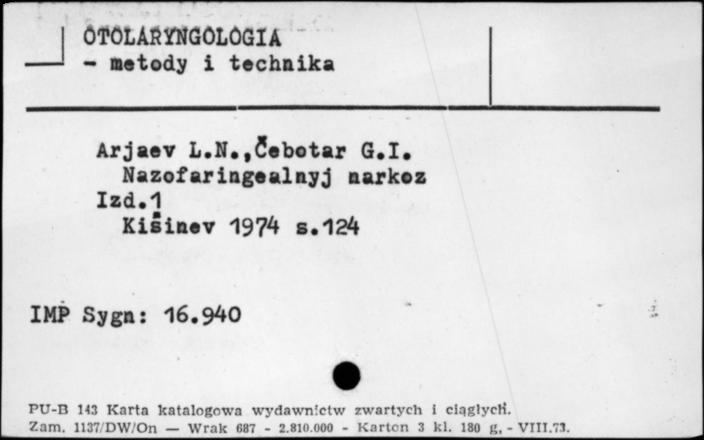 OTOLARYNGOLOGIA
- metody i technika
Arjaev L.N.,Čebotar G.I.
Nazofaringealnyj narkoz
Izd.1
Kišinev 1974 s.124
IMP Sygn: 16.940
PU-B 143 Karta katalogowa wydawnictw zwartych i ciągłych.
Zam. 1137/DW/On — Wrak 687 - 2.810.000 - Karton 3 kl. 180 g. - VIII.73.